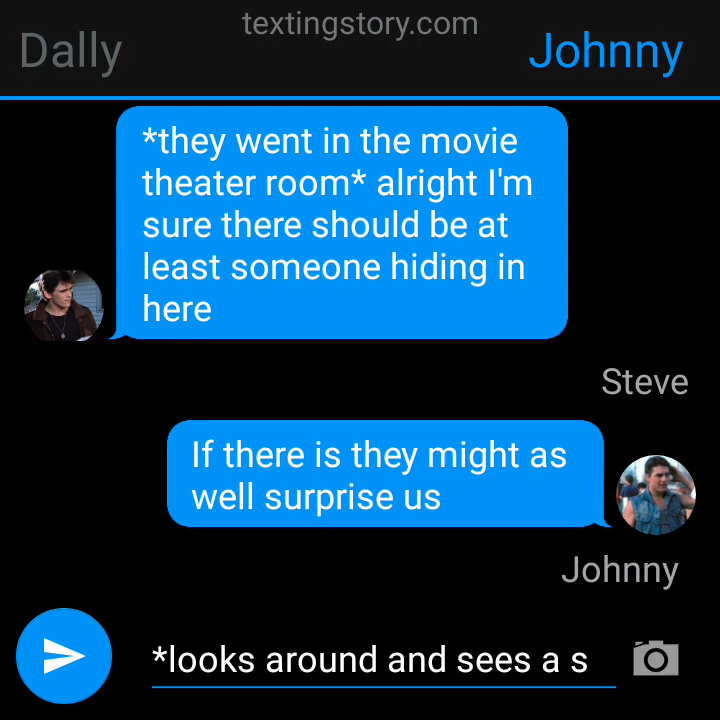 textingstory.com
Dally
Johnny
*they went in the movie
theater room* alright I'm
sure there should be at
least someone hiding in
here
Steve
If there is they might as
well surprise us
Johnny
*looks around and sees a s